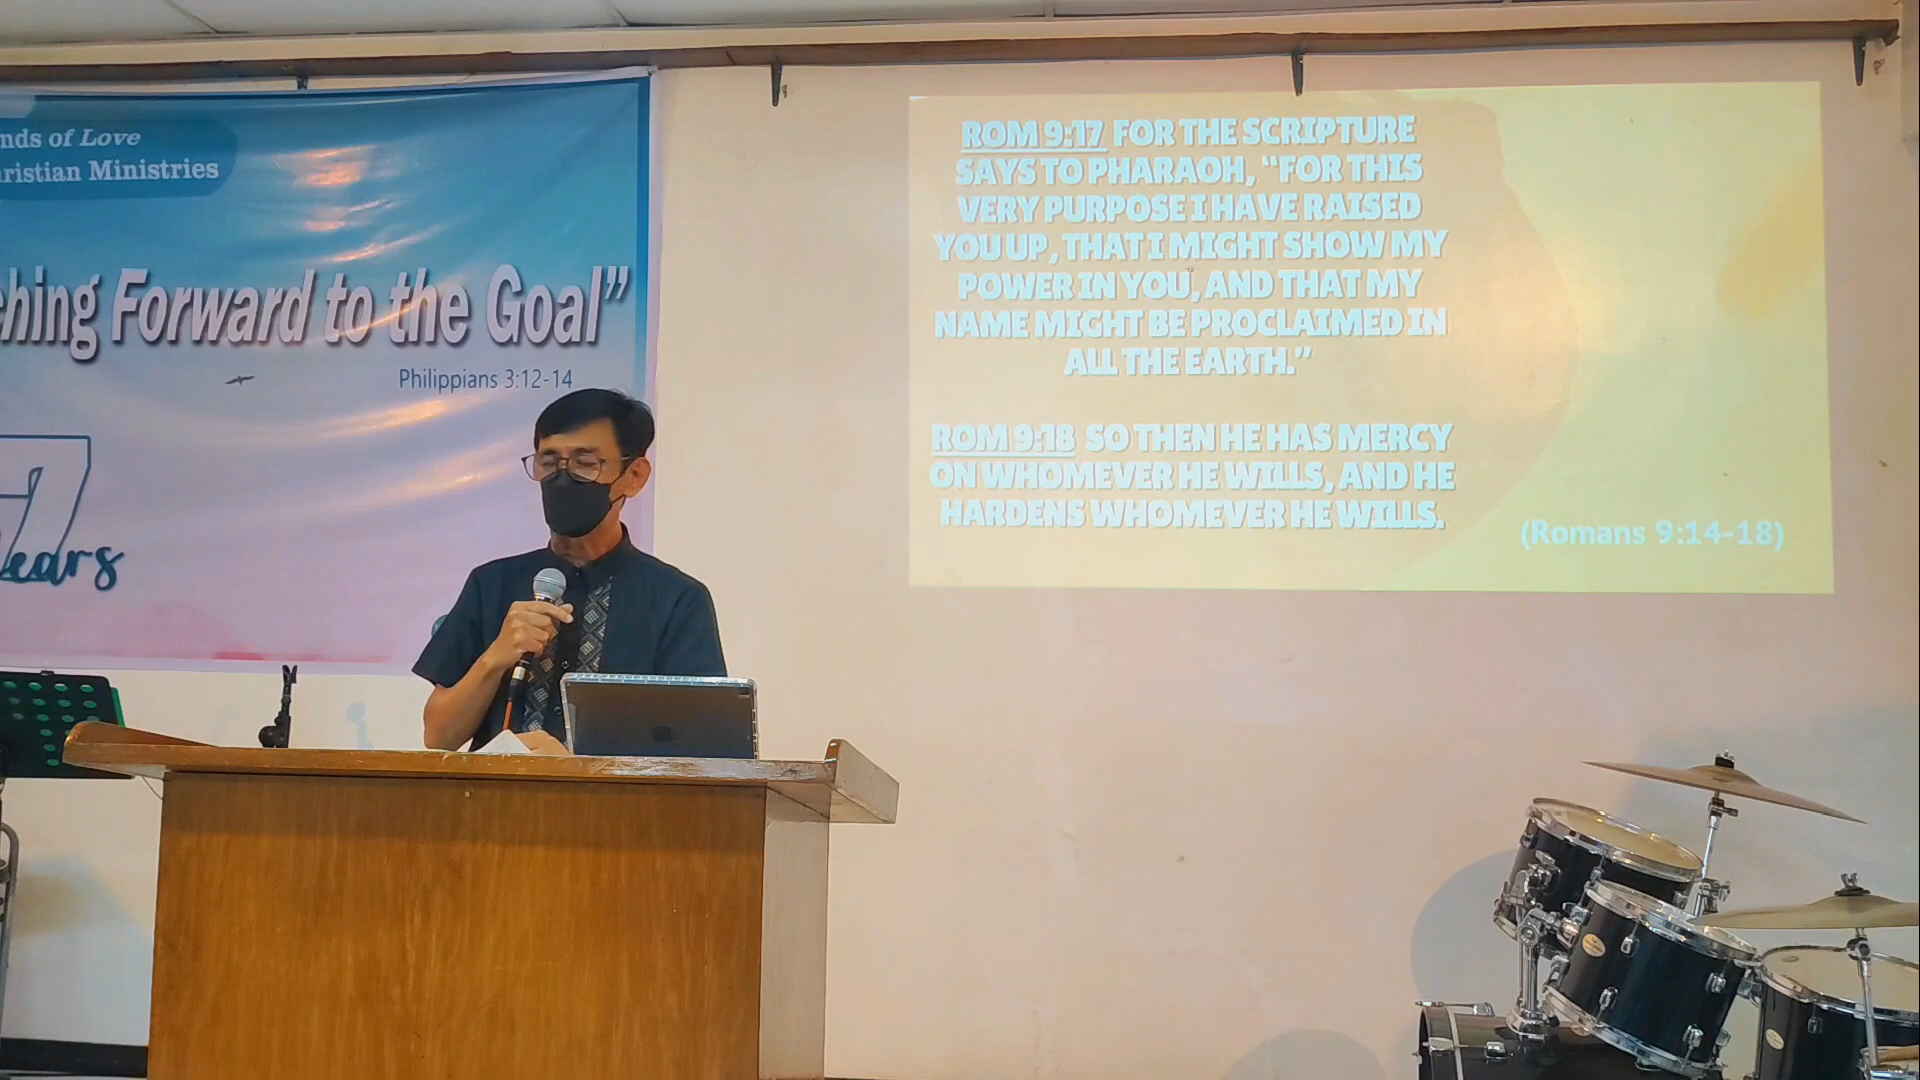 nds of Love
ristian Ministries
hing Forward to the Goal”
Philippians 3:12-14
7
Years
ROM 9:17 FOR THE SCRIPTURE
SAYS TO PHARAOH, “FOR THIS
VERY PURPOSE I HAVE RAISED
YOU UP, THAT I MIGHT SHOW MY
POWER IN YOU, AND THAT MY
NAME MIGHT BE PROCLAIMED IN
ALL THE EARTH.”
ROM 9:18 SO THEN HE HAS MERCY
ON WHOMEVER HE WILLS, AND HE
HARDENS WHOMEVER HE WILLS.
(Romans 9:14-18)